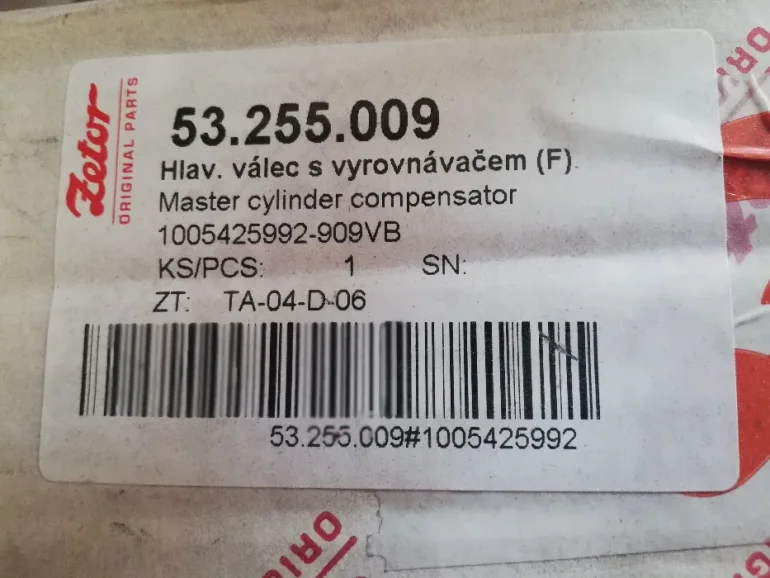 Zetor
ORIGINAL PARTS
53.255.009
Hlav. válec s vyrovnávačem (F)
Master cylinder compensator
1005425992-909VB
KS/PCS: 1 SN:
ZT: TA-04-D-06
53.255.009#1005425992